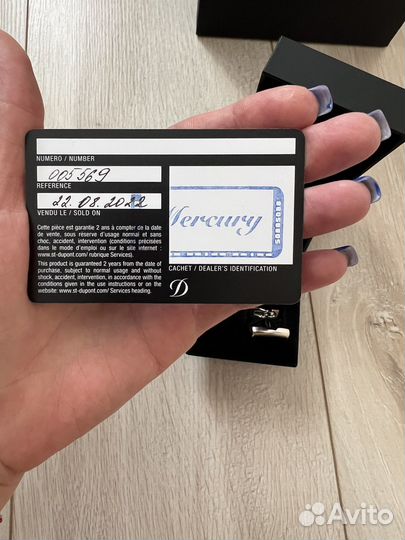 NUMERO / NUMBER
005569
REFERENCE
22.08.2022
VENDU LE / SOLD ON
Cette pièce est garantie 2 ans à compter de ce date
de vente, sous réserve d'usage normal et sans
choc, accident, intervention (conditions précisées
dans le mode d'emploi ou sur le site internet :
www.st-dupont.com/ rubrique Services).
This product is guaranteed 2 years from the date of
purchase, subject to normal usage and without
shock, accident, intervention, in accordance with the
conditions given in the use instructions or on the
website: www.st-dupont.com/ Services heading.
Mercury
CACHET / DEALER'S IDENTIFICATION
D
Avito